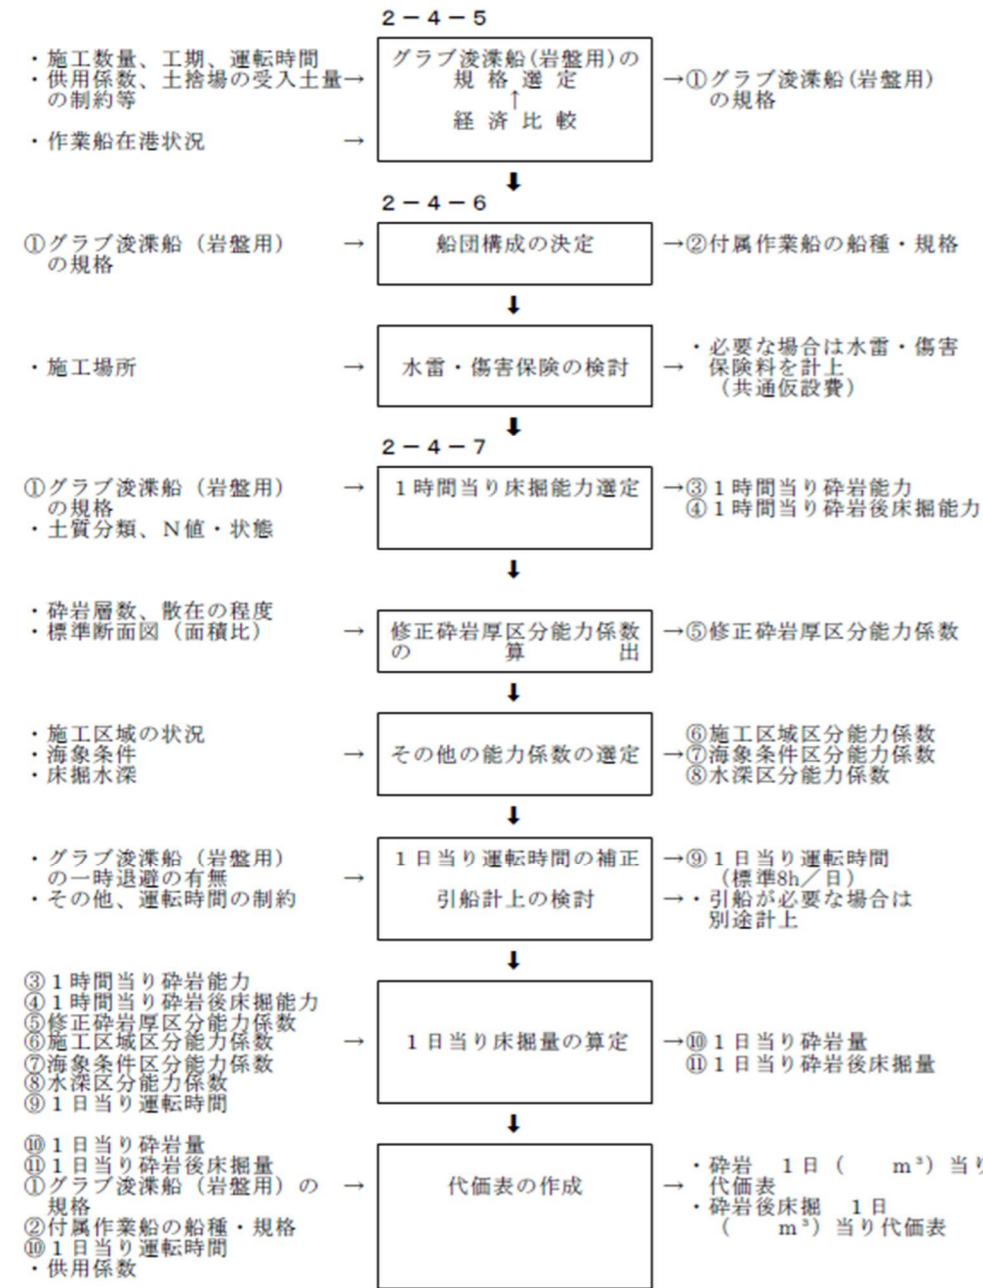 2－4－5
・施工数量、工期、運転時間
・供用係数、土捨場の受入土量→
の制約等
・作業船在港状況 →
グラブ浚渫船(岩盤用)の
規格選定
↑
経済比較
→①グラブ浚渫船(岩盤用)
の規格
⬇
2－4－6
①グラブ浚渫船（岩盤用） →
の規格
船団構成の決定
→②付属作業船の船種・規格
⬇
・施工場所 →
水雷・傷害保険の検討
・必要な場合は水雷・傷害
→ 保険料を計上
（共通仮設費）
⬇
2－4－7
①グラブ浚渫船（岩盤用） →
の規格
・土質分類、N値・状態
1時間当り床掘能力選定
→③1時間当り砕岩能力
④1時間当り砕岩後床掘能力
⬇
・砕岩層数、散在の程度
・標準断面図（面積比） →
修正砕岩厚区分能力係数
の算出
→⑤修正砕岩厚区分能力係数
⬇
・施工区域の状況
・海象条件 →
・床掘水深
その他の能力係数の選定
⑥施工区域区分能力係数
→⑦海象条件区分能力係数
⑧水深区分能力係数
⬇
・グラブ浚渫船（岩盤用）
の一時退避の有無 →
・その他、運転時間の制約
1日当り運転時間の補正
引船計上の検討
→⑨1日当り運転時間
（標準8h／日）
→・引船が必要な場合は
別途計上
⬇
③1時間当り砕岩能力
④1時間当り砕岩後床掘能力
⑤修正砕岩厚区分能力係数
⑥施工区域区分能力係数 →
⑦海象条件区分能力係数
⑧水深区分能力係数
⑨1日当り運転時間
1日当り床掘量の算定
→⑩1日当り砕岩量
⑪1日当り砕岩後床掘量
⬇
⑩1日当り砕岩量
⑪1日当り砕岩後床掘量
①グラブ浚渫船（岩盤用）の →
規格
②付属作業船の船種・規格
⑩1日当り運転時間
・供用係数
代価表の作成
・砕岩 1日（ m³）当り
→ 代価表
・砕岩後床掘 1日
（ m³）当り代価表